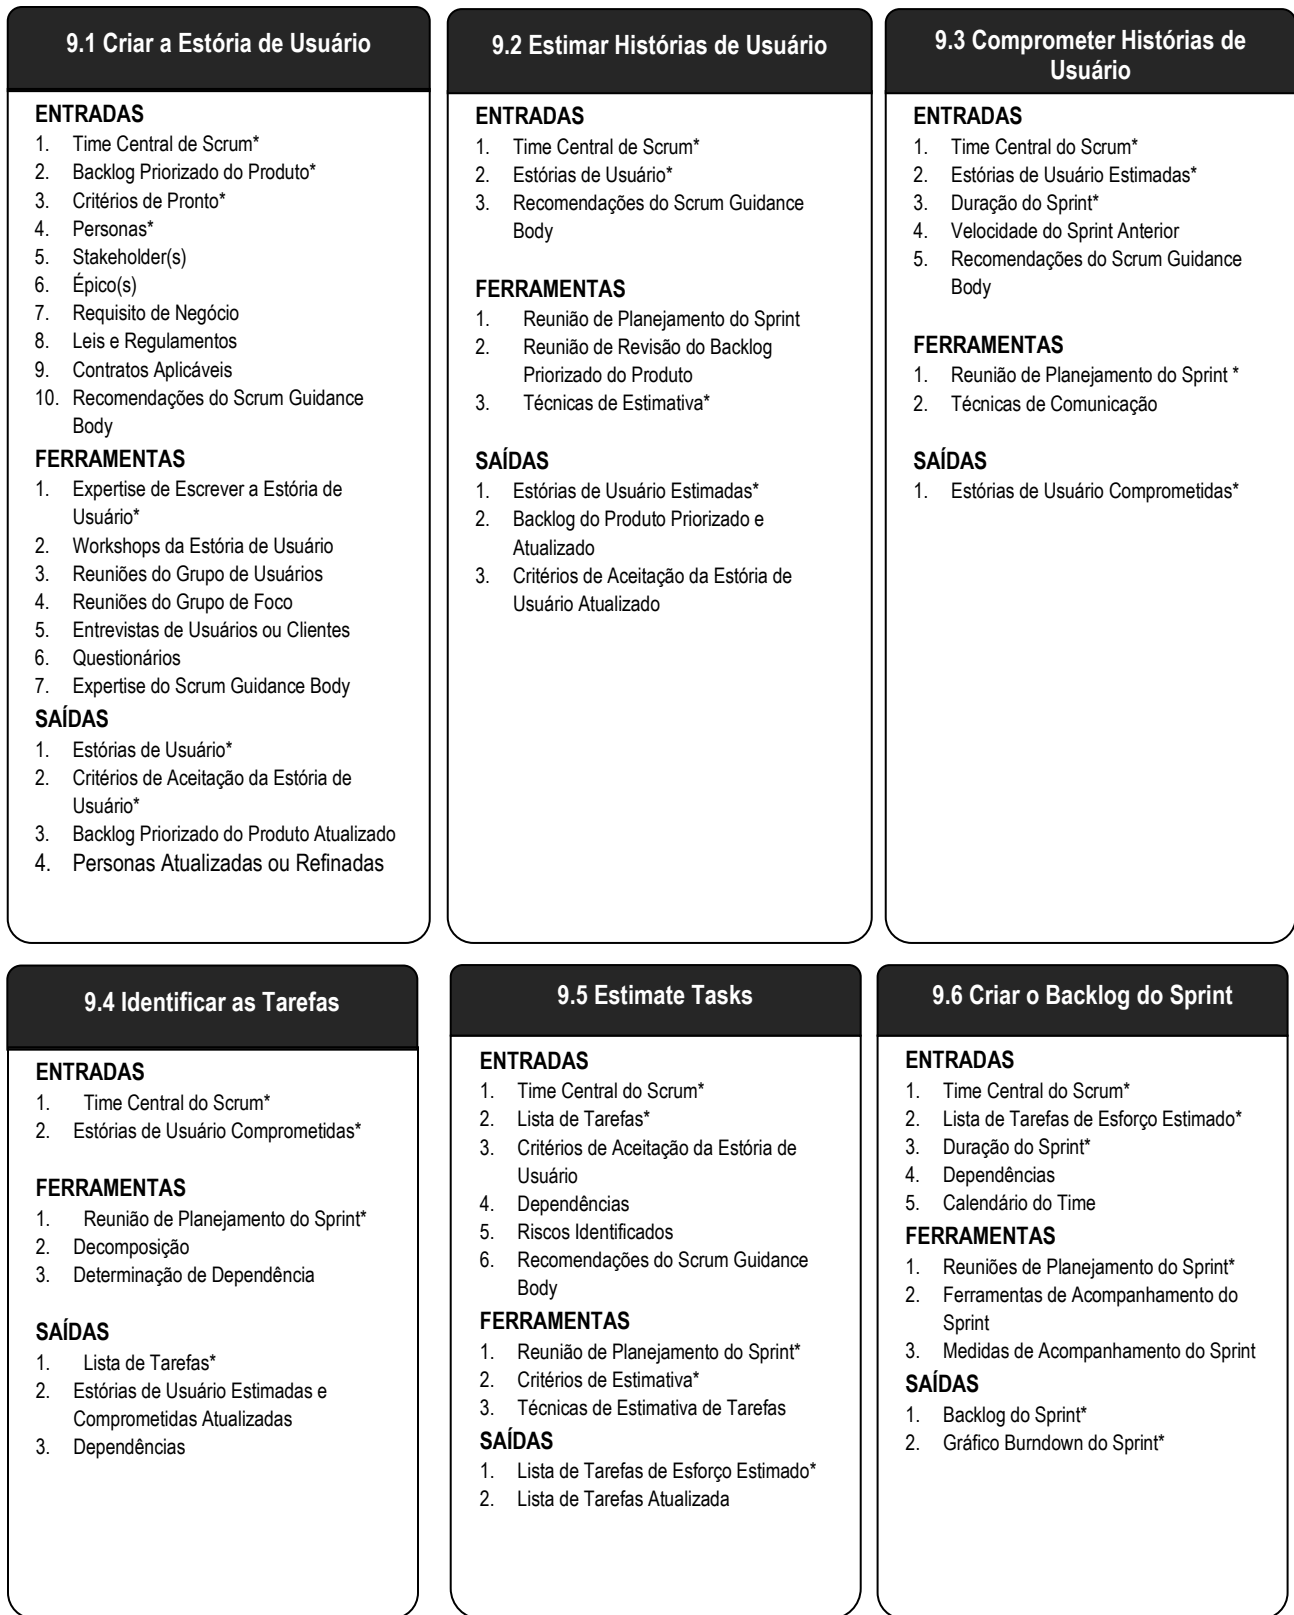 9.1 Criar a Estória de Usuário
ENTRADAS
1. Time Central de Scrum*
2. Backlog Priorizado do Produto*
3. Critérios de Pronto*
4. Personas*
5. Stakeholder(s)
6. Épico(s)
7. Requisito de Negócio
8. Leis e Regulamentos
9. Contratos Aplicáveis
10. Recomendações do Scrum Guidance
Body
FERRAMENTAS
1. Expertise de Escrever a Estória de
Usuário*
2. Workshops da Estória de Usuário
3. Reuniões do Grupo de Usuários
4. Reuniões do Grupo de Foco
5. Entrevistas de Usuários ou Clientes
6. Questionários
7. Expertise do Scrum Guidance Body
SAÍDAS
1. Estórias de Usuário*
2. Critérios de Aceitação da Estória de
Usuário*
3. Backlog Priorizado do Produto Atualizado
4. Personas Atualizadas ou Refinadas
9.2 Estimar Histórias de Usuário
ENTRADAS
1. Time Central de Scrum*
2. Estórias de Usuário*
3. Recomendações do Scrum Guidance
Body
FERRAMENTAS
1. Reunião de Planejamento do Sprint
2. Reunião de Revisão do Backlog
Priorizado do Produto
3. Técnicas de Estimativa*
SAÍDAS
1. Estórias de Usuário Estimadas*
2. Backlog do Produto Priorizado e
Atualizado
3. Critérios de Aceitação da Estória de
Usuário Atualizado
9.3 Comprometer Histórias de
Usuário
ENTRADAS
1. Time Central do Scrum*
2. Estórias de Usuário Estimadas*
3. Duração do Sprint*
4. Velocidade do Sprint Anterior
5. Recomendações do Scrum Guidance
Body
FERRAMENTAS
1. Reunião de Planejamento do Sprint *
2. Técnicas de Comunicação
SAÍDAS
1. Estórias de Usuário Comprometidas*
9.4 Identificar as Tarefas
ENTRADAS
1. Time Central do Scrum*
2. Estórias de Usuário Comprometidas*
FERRAMENTAS
1. Reunião de Planejamento do Sprint*
2. Decomposição
3. Determinação de Dependência
SAÍDAS
1. Lista de Tarefas*
2. Estórias de Usuário Estimadas e
Comprometidas Atualizadas
3. Dependências
9.5 Estimate Tasks
ENTRADAS
1. Time Central do Scrum*
2. Lista de Tarefas*
3. Critérios de Aceitação da Estória de
Usuário
4. Dependências
5. Riscos Identificados
6. Recomendações do Scrum Guidance
Body
FERRAMENTAS
1. Reunião de Planejamento do Sprint*
2. Critérios de Estimativa*
3. Técnicas de Estimativa de Tarefas
SAÍDAS
1. Lista de Tarefas de Esforço Estimado*
2. Lista de Tarefas Atualizada
9.6 Criar o Backlog do Sprint
ENTRADAS
1. Time Central do Scrum*
2. Lista de Tarefas de Esforço Estimado*
3. Duração do Sprint*
4. Dependências
5. Calendário do Time
FERRAMENTAS
1. Reuniões de Planejamento do Sprint*
2. Ferramentas de Acompanhamento do
Sprint
3. Medidas de Acompanhamento do Sprint
SAÍDAS
1. Backlog do Sprint*
2. Gráfico Burndown do Sprint*